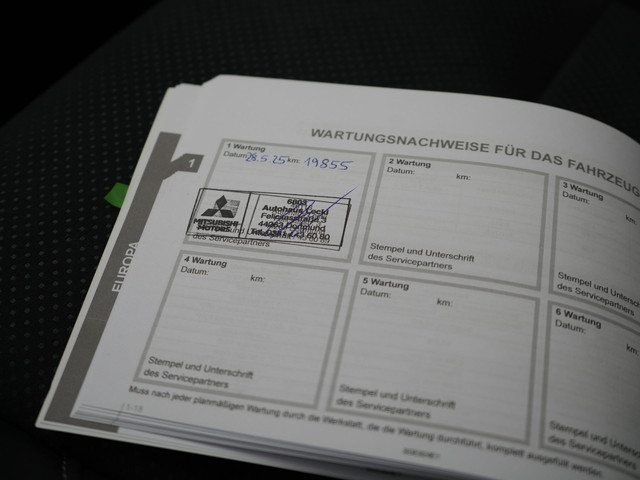 WARTUNGSNACHWEISE FÜR DAS FAHRZEUG
1
1 Wartung
Datum: 28.5 25 km: 19855
MITSUBISHI
MOTORS
6803
44263 Dortmund
des Servicepartners
2 Wartung
Datum: km:
Stempel und Unterschrift
des Servicepartners
3 Wartung
Datum:
Stempel und Unterschrift
des Servicepartners
EUROPA
4 Wartung
Datum: km:
Stempel und Unterschrift
des Servicepartners
5 Wartung
Datum: km:
Stempel und Unterschrift
des Servicepartners
6 Wartung
Datum: km:
Stempel und Unterschrift
des Servicepartners
Muss nach jeder planmäßigen Wartung durch die Werkstatt, die die Wartung durchführt, komplett ausgefüllt werden.